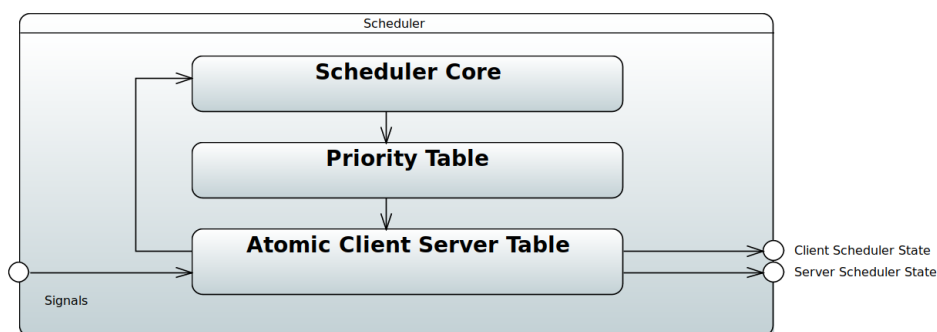 Scheduler
Scheduler Core
Priority Table
Atomic Client Server Table
Client Scheduler State
Server Scheduler State
Signals